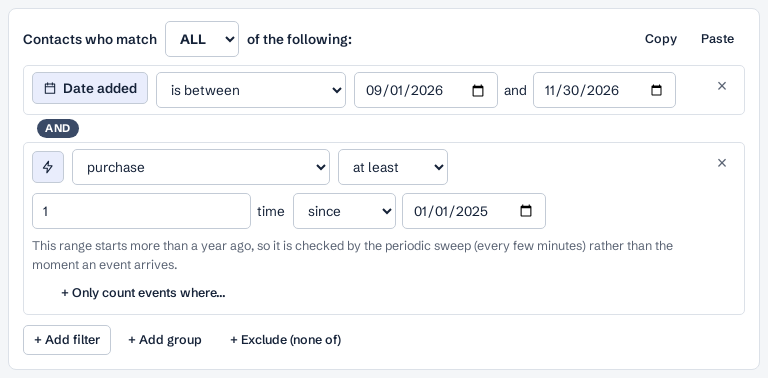 Contacts who match ALL of the following: Copy Paste
Date added is between 09/01/2026 and 11/30/2026 ×
AND
purchase at least ×
1 time since 01/01/2025
This range starts more than a year ago, so it is checked by the periodic sweep (every few minutes) rather than the
moment an event arrives.
+ Only count events where...
+ Add filter + Add group + Exclude (none of)